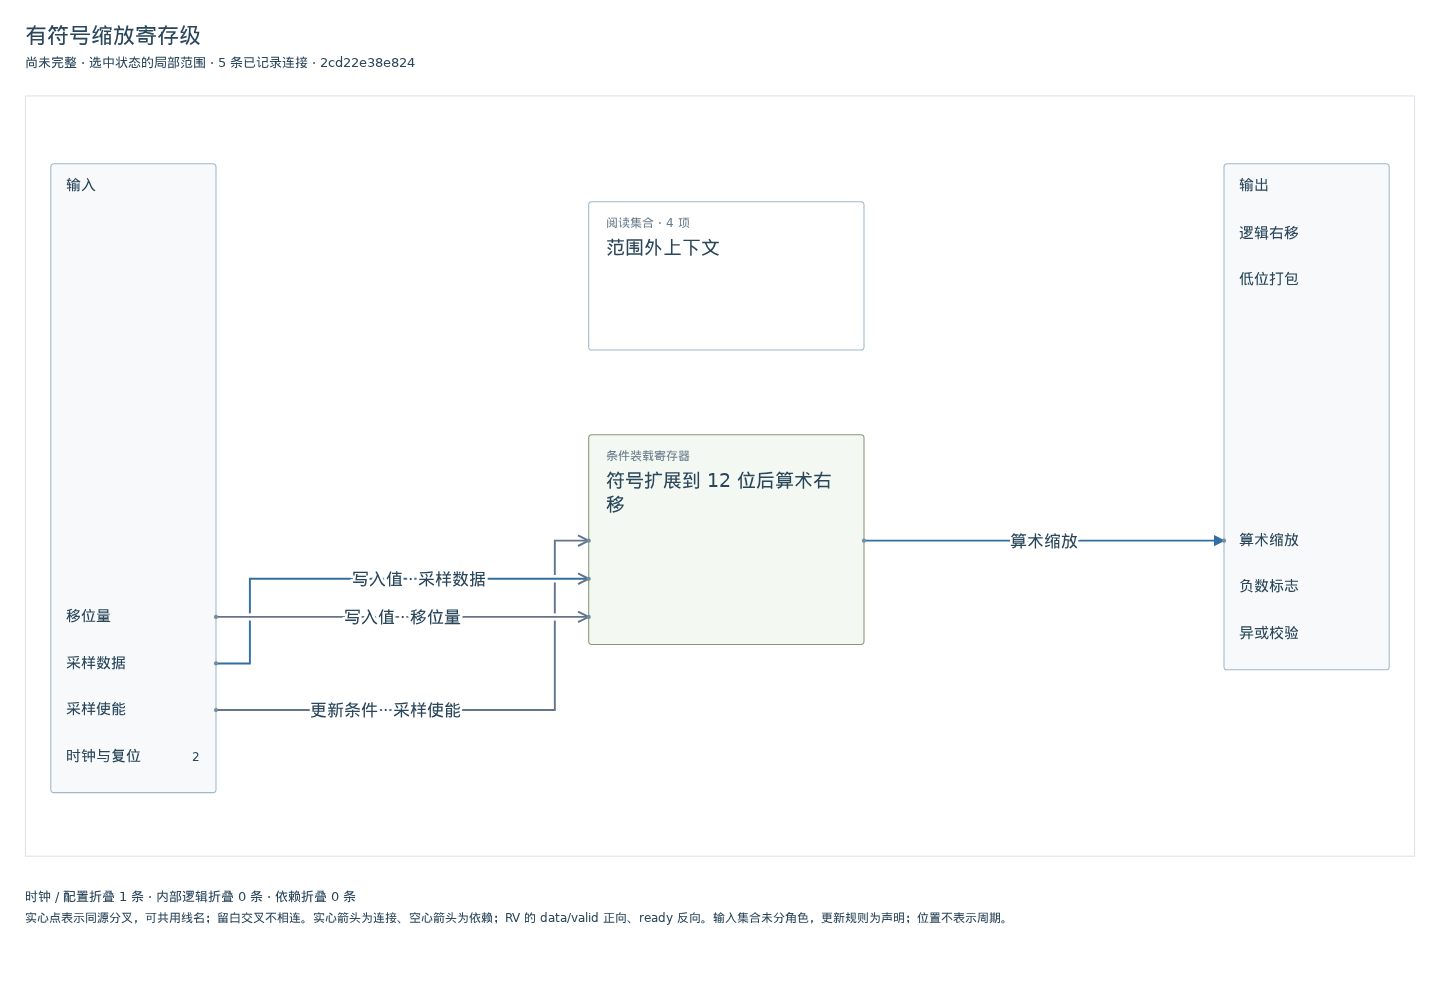 有符号缩放寄存级
尚未完整 · 选中状态的局部范围 · 5 条已记录连接 · 2cd22e38e824
输入
移位量
采样数据
采样使能
时钟与复位 2
阅读集合 · 4 项
范围外上下文
条件装载寄存器
符号扩展到 12 位后算术右
移
写入值···采样数据
写入值···移位量
更新条件···采样使能
算术缩放
输出
逻辑右移
低位打包
算术缩放
负数标志
异或校验
时钟 / 配置折叠 1 条 · 内部逻辑折叠 0 条 · 依赖折叠 0 条
实心点表示同源分叉，可共用线名；留白交叉不相连。实心箭头为连接、空心箭头为依赖；RV 的 data/valid 正向、ready 反向。输入集合未分角色，更新规则为声明；位置不表示周期。